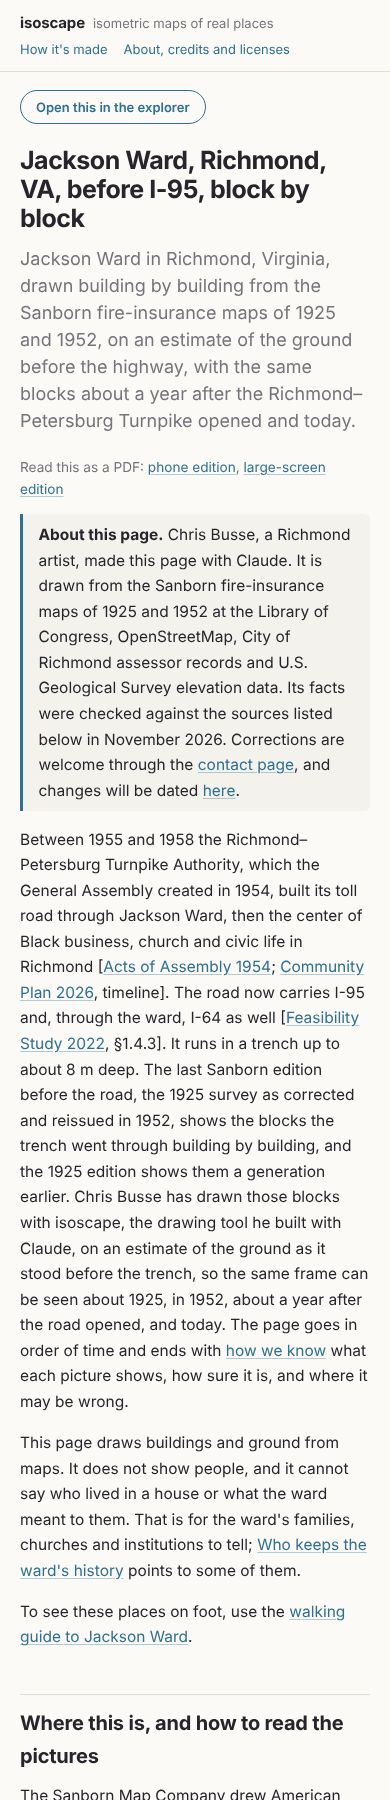 isoscape isometric maps of real places
How it's made About, credits and licenses
Open this in the explorer
Jackson Ward, Richmond,
VA, before I-95, block by
block
Jackson Ward in Richmond, Virginia,
drawn building by building from the
Sanborn fire-insurance maps of 1925
and 1952, on an estimate of the ground
before the highway, with the same
blocks about a year after the Richmond–
Petersburg Turnpike opened and today.
Read this as a PDF: phone edition, large-screen
edition
About this page. Chris Busse, a Richmond
artist, made this page with Claude. It is
drawn from the Sanborn fire-insurance
maps of 1925 and 1952 at the Library of
Congress, OpenStreetMap, City of
Richmond assessor records and U.S.
Geological Survey elevation data. Its facts
were checked against the sources listed
below in November 2026. Corrections are
welcome through the contact page, and
changes will be dated here.
Between 1955 and 1958 the Richmond–
Petersburg Turnpike Authority, which the
General Assembly created in 1954, built its toll
road through Jackson Ward, then the center of
Black business, church and civic life in
Richmond [Acts of Assembly 1954; Community
Plan 2026, timeline]. The road now carries I-95
and, through the ward, I-64 as well [Feasibility
Study 2022, §1.4.3]. It runs in a trench up to
about 8 m deep. The last Sanborn edition
before the road, the 1925 survey as corrected
and reissued in 1952, shows the blocks the
trench went through building by building, and
the 1925 edition shows them a generation
earlier. Chris Busse has drawn those blocks
with isoscape, the drawing tool he built with
Claude, on an estimate of the ground as it
stood before the trench, so the same frame can
be seen about 1925, in 1952, about a year after
the road opened, and today. The page goes in
order of time and ends with how we know what
each picture shows, how sure it is, and where it
may be wrong.
This page draws buildings and ground from
maps. It does not show people, and it cannot
say who lived in a house or what the ward
meant to them. That is for the ward's families,
churches and institutions to tell; Who keeps the
ward's history points to some of them.
To see these places on foot, use the walking
guide to Jackson Ward.
Where this is, and how to read the
pictures
The Sanborn Map Company drew American